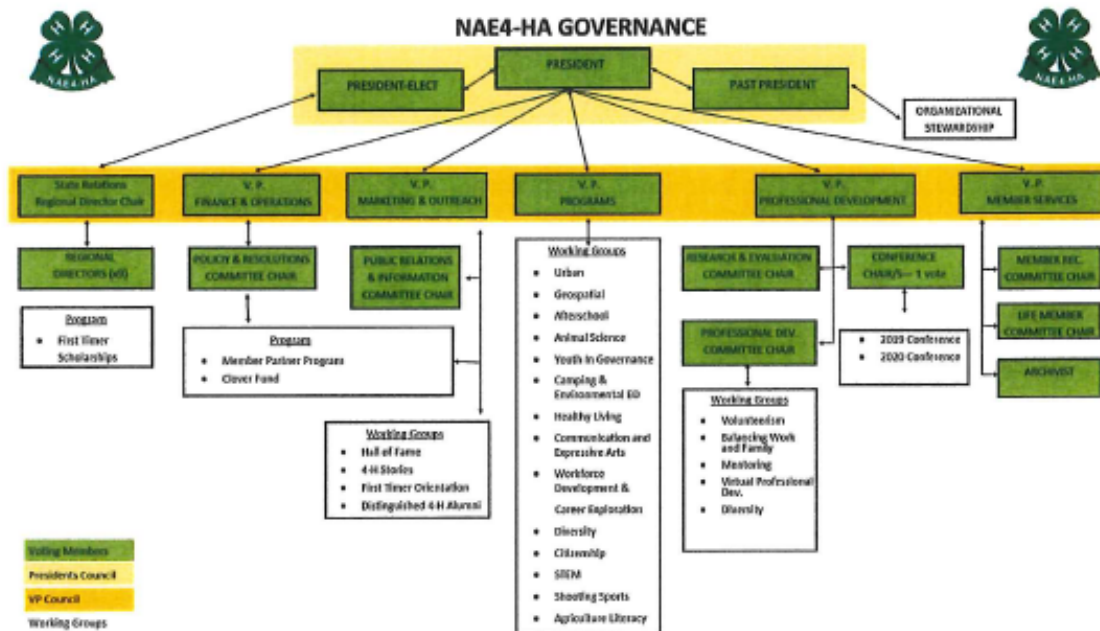 NAE4-HA GOVERNANCE
H H
H H
NAE4-HA
H H
H H
NAE4-HA
PRESIDENT
PRESIDENT-ELECT
PAST PRESIDENT
ORGANIZATIONAL
STEWARDSHIP
State Relations
Regional Director Chair
V. P.
FINANCE & OPERATIONS
V. P.
MARKETING & OUTREACH
V. P.
PROGRAMS
V. P.
PROFESSIONAL DEVELOPMENT
V. P.
MEMBER SERVICES
REGIONAL
DIRECTORS
Program
• First Timer
Scholarships
POLICY & RESOLUTIONS
COMMITTEE CHAIR
Program
• Member Partner Program
• Clover Fund
PUBLIC RELATIONS
& INFORMATION
COMMITTEE CHAIR
Working Groups
• Hall of Fame
• 4-H Stories
• First Timer Orientation
• Distinguished 4-H Alumni
Working Groups
• Urban
• Geospatial
• Afterschool
• Animal Science
• Youth In Governance
• Camping &
Environmental ED
• Healthy Living
• Communication and
Expressive Arts
• Workforce
Development &
Career Exploration
• Diversity
• Citizenship
• STEM
• Shooting Sports
• Agriculture Literacy
RESEARCH & EVALUATION
COMMITTEE CHAIR
CONFERENCE
CHAIR/S— 1 vote
PROFESSIONAL DEV.
COMMITTEE CHAIR
• 2019 Conference
• 2020 Conference
Working Groups
• Volunteerism
• Balancing Work
and Family
• Mentoring
• Virtual Professional
Dev.
• Diversity
MEMBER REC.
COMMITTEE CHAIR
LIFE MEMBER
COMMITTEE CHAIR
ARCHIVIST
Voting Members
Presidents Council
VP Council
Working Groups